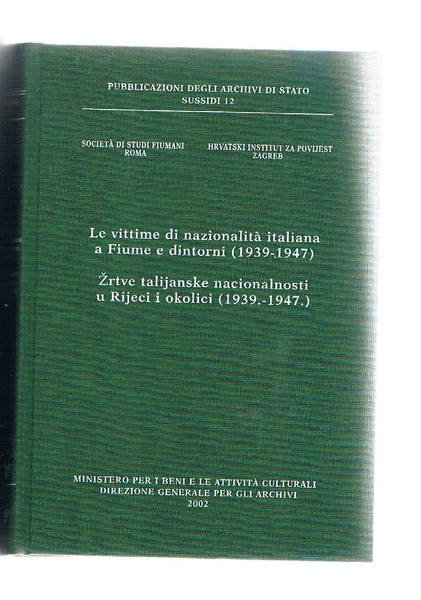 PUBBLICAZIONI DEGLI ARCHIVI DI STATO
SUSSIDI 12
SOCIETÀ DI STUDI FIUMANI
ROMA
HRVATSKI INSTITUT ZA POVIJEST
ZAGREB
Le vittime di nazionalità italiana
a Fiume e dintorni (1939-1947)
Žrtve talijanske nacionalnosti
u Rijeci i okolici (1939.-1947.)
MINISTERO PER I BENI E LE ATTIVITÀ CULTURALI
DIREZIONE GENERALE PER GLI ARCHIVI
2002